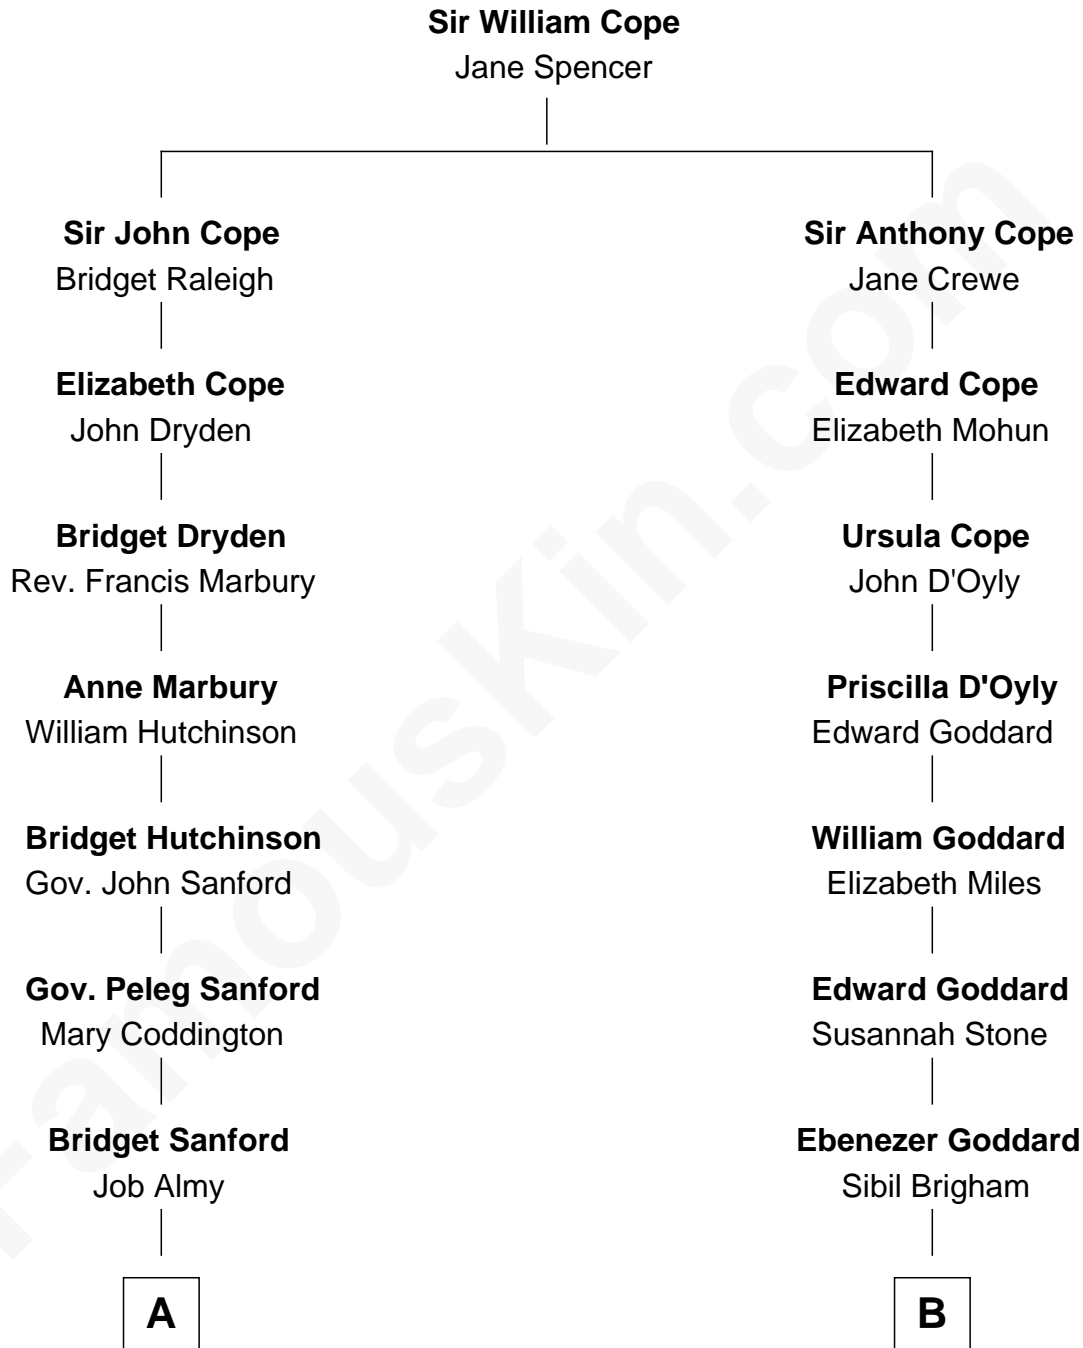 Sir William Cope
Jane Spencer
Sir John Cope
Bridget Raleigh
Elizabeth Cope
John Dryden
Bridget Dryden
Rev. Francis Marbury
Anne Marbury
William Hutchinson
Bridget Hutchinson
Gov. John Sanford
Gov. Peleg Sanford
Mary Coddington
Bridget Sanford
Job Almy
A
Sir Anthony Cope
Jane Crewe
Edward Cope
Elizabeth Mohun
Ursula Cope
John D'Oyly
Priscilla D'Oyly
Edward Goddard
William Goddard
Elizabeth Miles
Edward Goddard
Susannah Stone
Ebenezer Goddard
Sibil Brigham
B
FamousKin.com